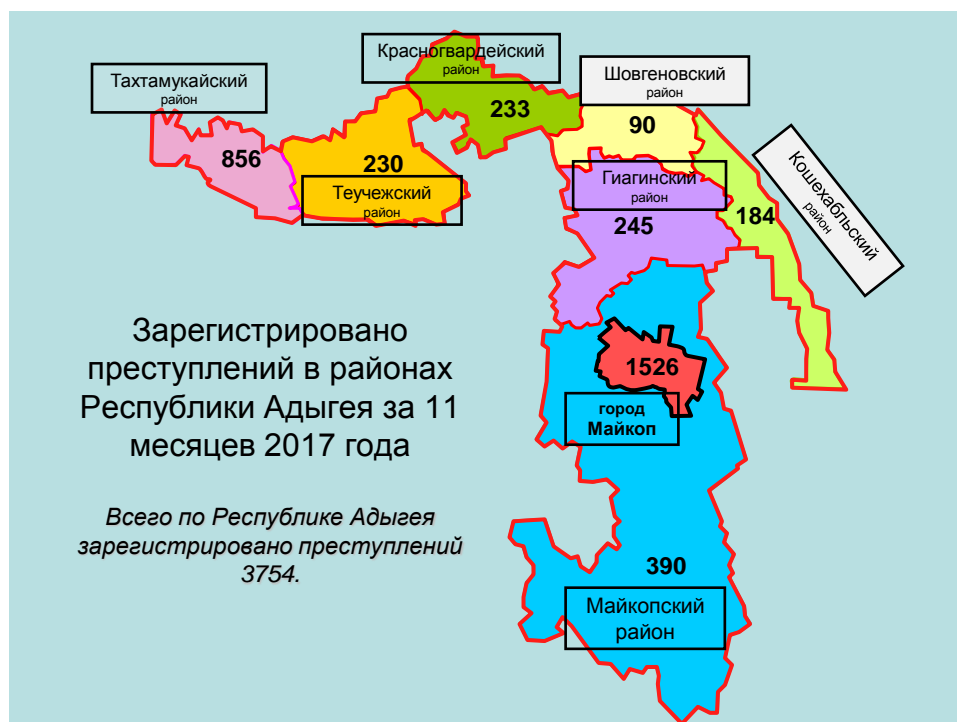 Красногвардейский
район
Шовгеновский
район
Тахтамукайский
район
233
90
856
230
Кошехабльский
район
Гиагинский
район
Теучежский
район
184
245
Зарегистрировано
преступлений в районах
Республики Адыгея за 11
месяцев 2017 года
1526
город
Майкоп
Всего по Республике Адыгея
зарегистрировано преступлений
3754.
390
Майкопский
район